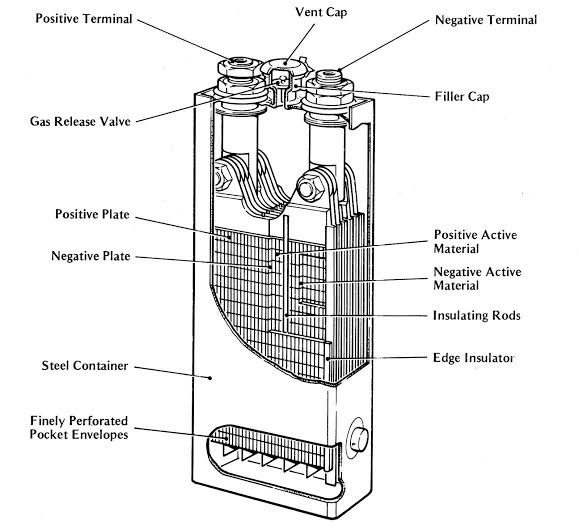 Vent Cap
Positive Terminal
Negative Terminal
Filler Cap
Gas Release Valve
Positive Plate
Positive Active
Material
Negative Plate
Negative Active
Material
Insulating Rods
Edge Insulator
Steel Container
Finely Perforated
Pocket Envelopes